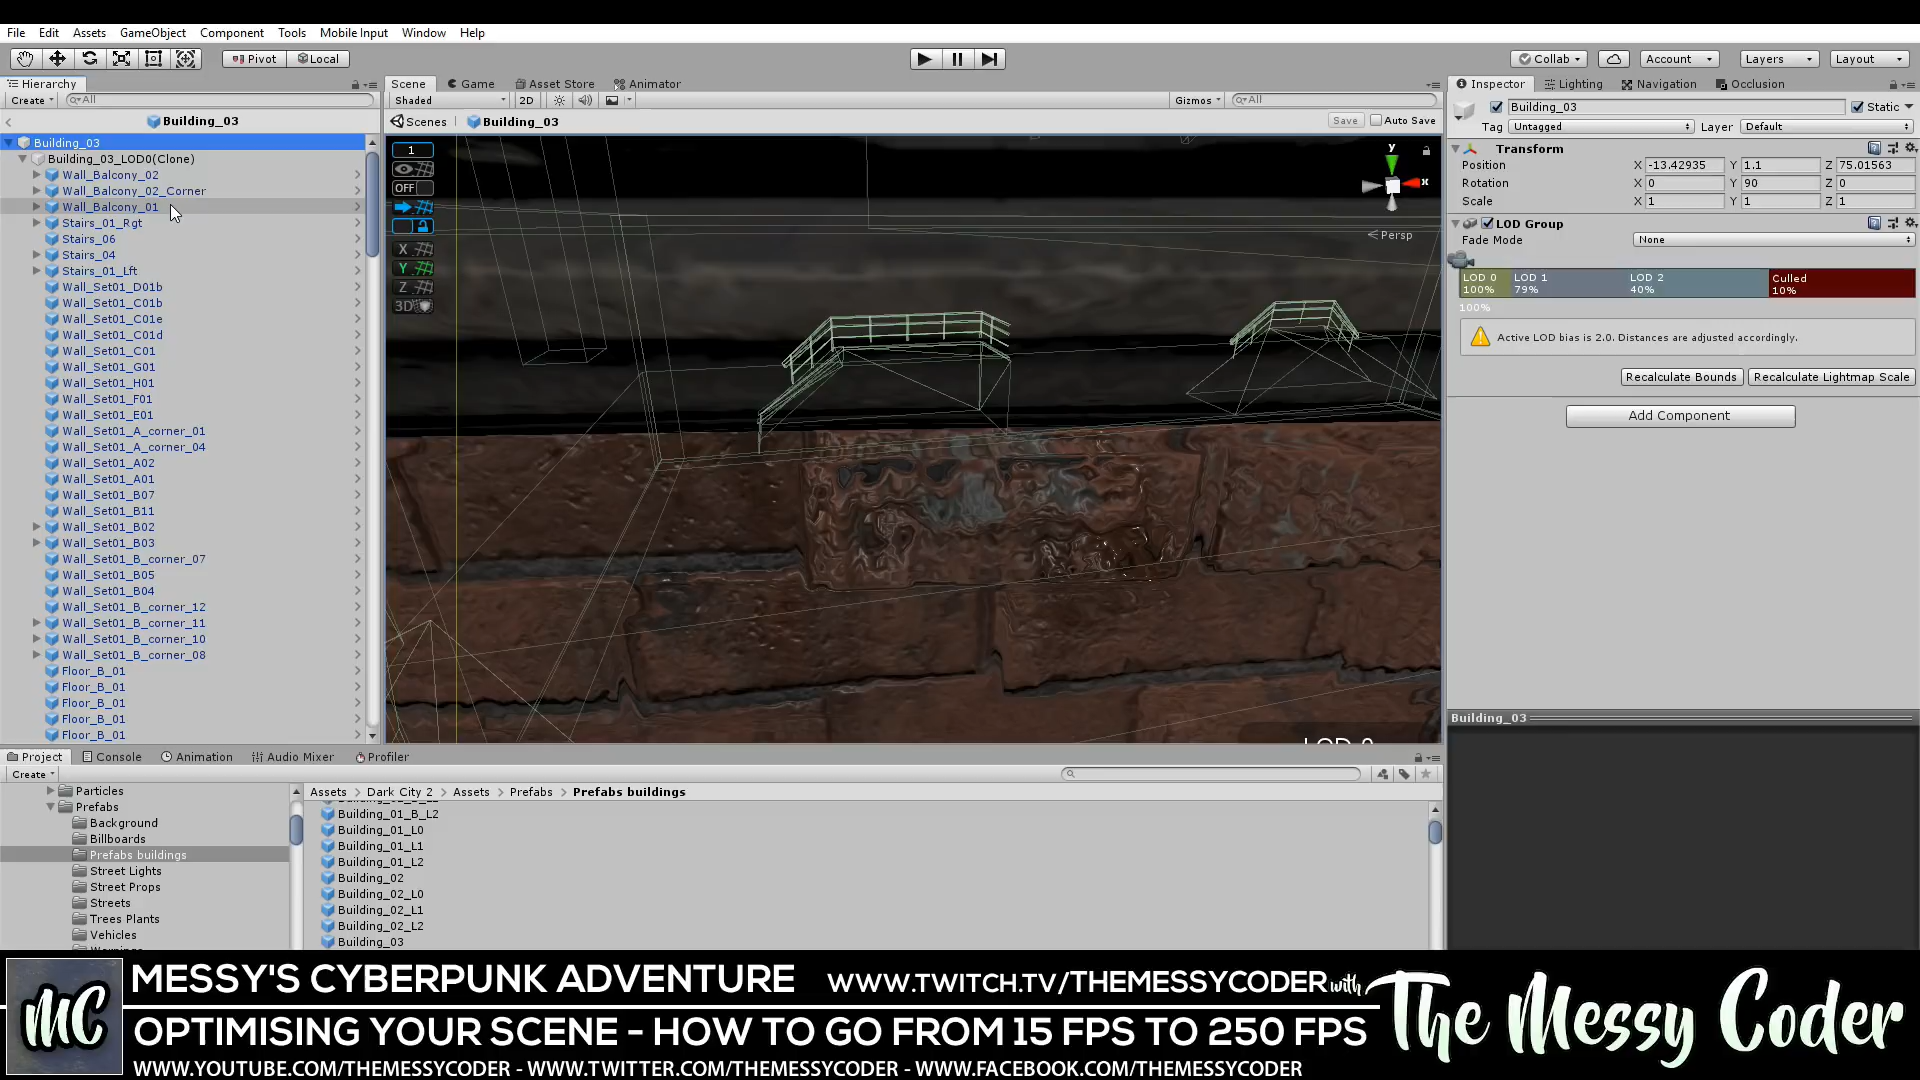 File Edit Assets GameObject Component Tools Mobile Input Window Help
Pivot Local Collab Account Layers Layout
Hierarchy
Create All
Building_03
Building_03
Building_03_LOD0(Clone)
Wall_Balcony_02
Wall_Balcony_02_Corner
Wall_Balcony_01
Stairs_01_Rgt
Stairs_06
Stairs_04
Stairs_01_Lft
Wall_Set01_D01b
Wall_Set01_C01b
Wall_Set01_C01e
Wall_Set01_C01d
Wall_Set01_C01
Wall_Set01_G01
Wall_Set01_H01
Wall_Set01_F01
Wall_Set01_E01
Wall_Set01_A_corner_01
Wall_Set01_A_corner_04
Wall_Set01_A02
Wall_Set01_A01
Wall_Set01_B07
Wall_Set01_B11
Wall_Set01_B02
Wall_Set01_B03
Wall_Set01_B_corner_07
Wall_Set01_B05
Wall_Set01_B04
Wall_Set01_B_corner_12
Wall_Set01_B_corner_11
Wall_Set01_B_corner_10
Wall_Set01_B_corner_08
Floor_B_01
Floor_B_01
Floor_B_01
Floor_B_01
Floor_B_01
Scene Game Asset Store Animator
Shaded 2D Gizmos All
Scenes Building_03 Save Auto Save
1
OFF
X
Y
Z
3D
y
x
Persp
LOD 0
Inspector Lighting Navigation Occlusion
Building_03 Static
Tag Untagged Layer Default
Transform
Position X -13.42935 Y 1.1 Z 75.01563
Rotation X 0 Y 90 Z 0
Scale X 1 Y 1 Z 1
LOD Group
Fade Mode None
LOD 0 LOD 1 LOD 2 Culled
100% 79% 40% 10%
100%
Active LOD bias is 2.0. Distances are adjusted accordingly.
Recalculate Bounds Recalculate Lightmap Scale
Add Component
Building_03
Project Console Animation Audio Mixer Profiler
Create
Particles
Prefabs
Background
Billboards
Prefabs buildings
Street Lights
Street Props
Streets
Trees Plants
Vehicles
Assets > Dark City 2 > Assets > Prefabs > Prefabs buildings
Building_01_B_L2
Building_01_L0
Building_01_L1
Building_01_L2
Building_02
Building_02_L0
Building_02_L1
Building_02_L2
Building_03
MC
MESSY'S CYBERPUNK ADVENTURE WWW.TWITCH.TV/THEMESSYCODER with The Messy Coder
OPTIMISING YOUR SCENE - HOW TO GO FROM 15 FPS TO 250 FPS
WWW.YOUTUBE.COM/THEMESSYCODER - WWW.TWITTER.COM/THEMESSYCODER - WWW.FACEBOOK.COM/THEMESSYCODER